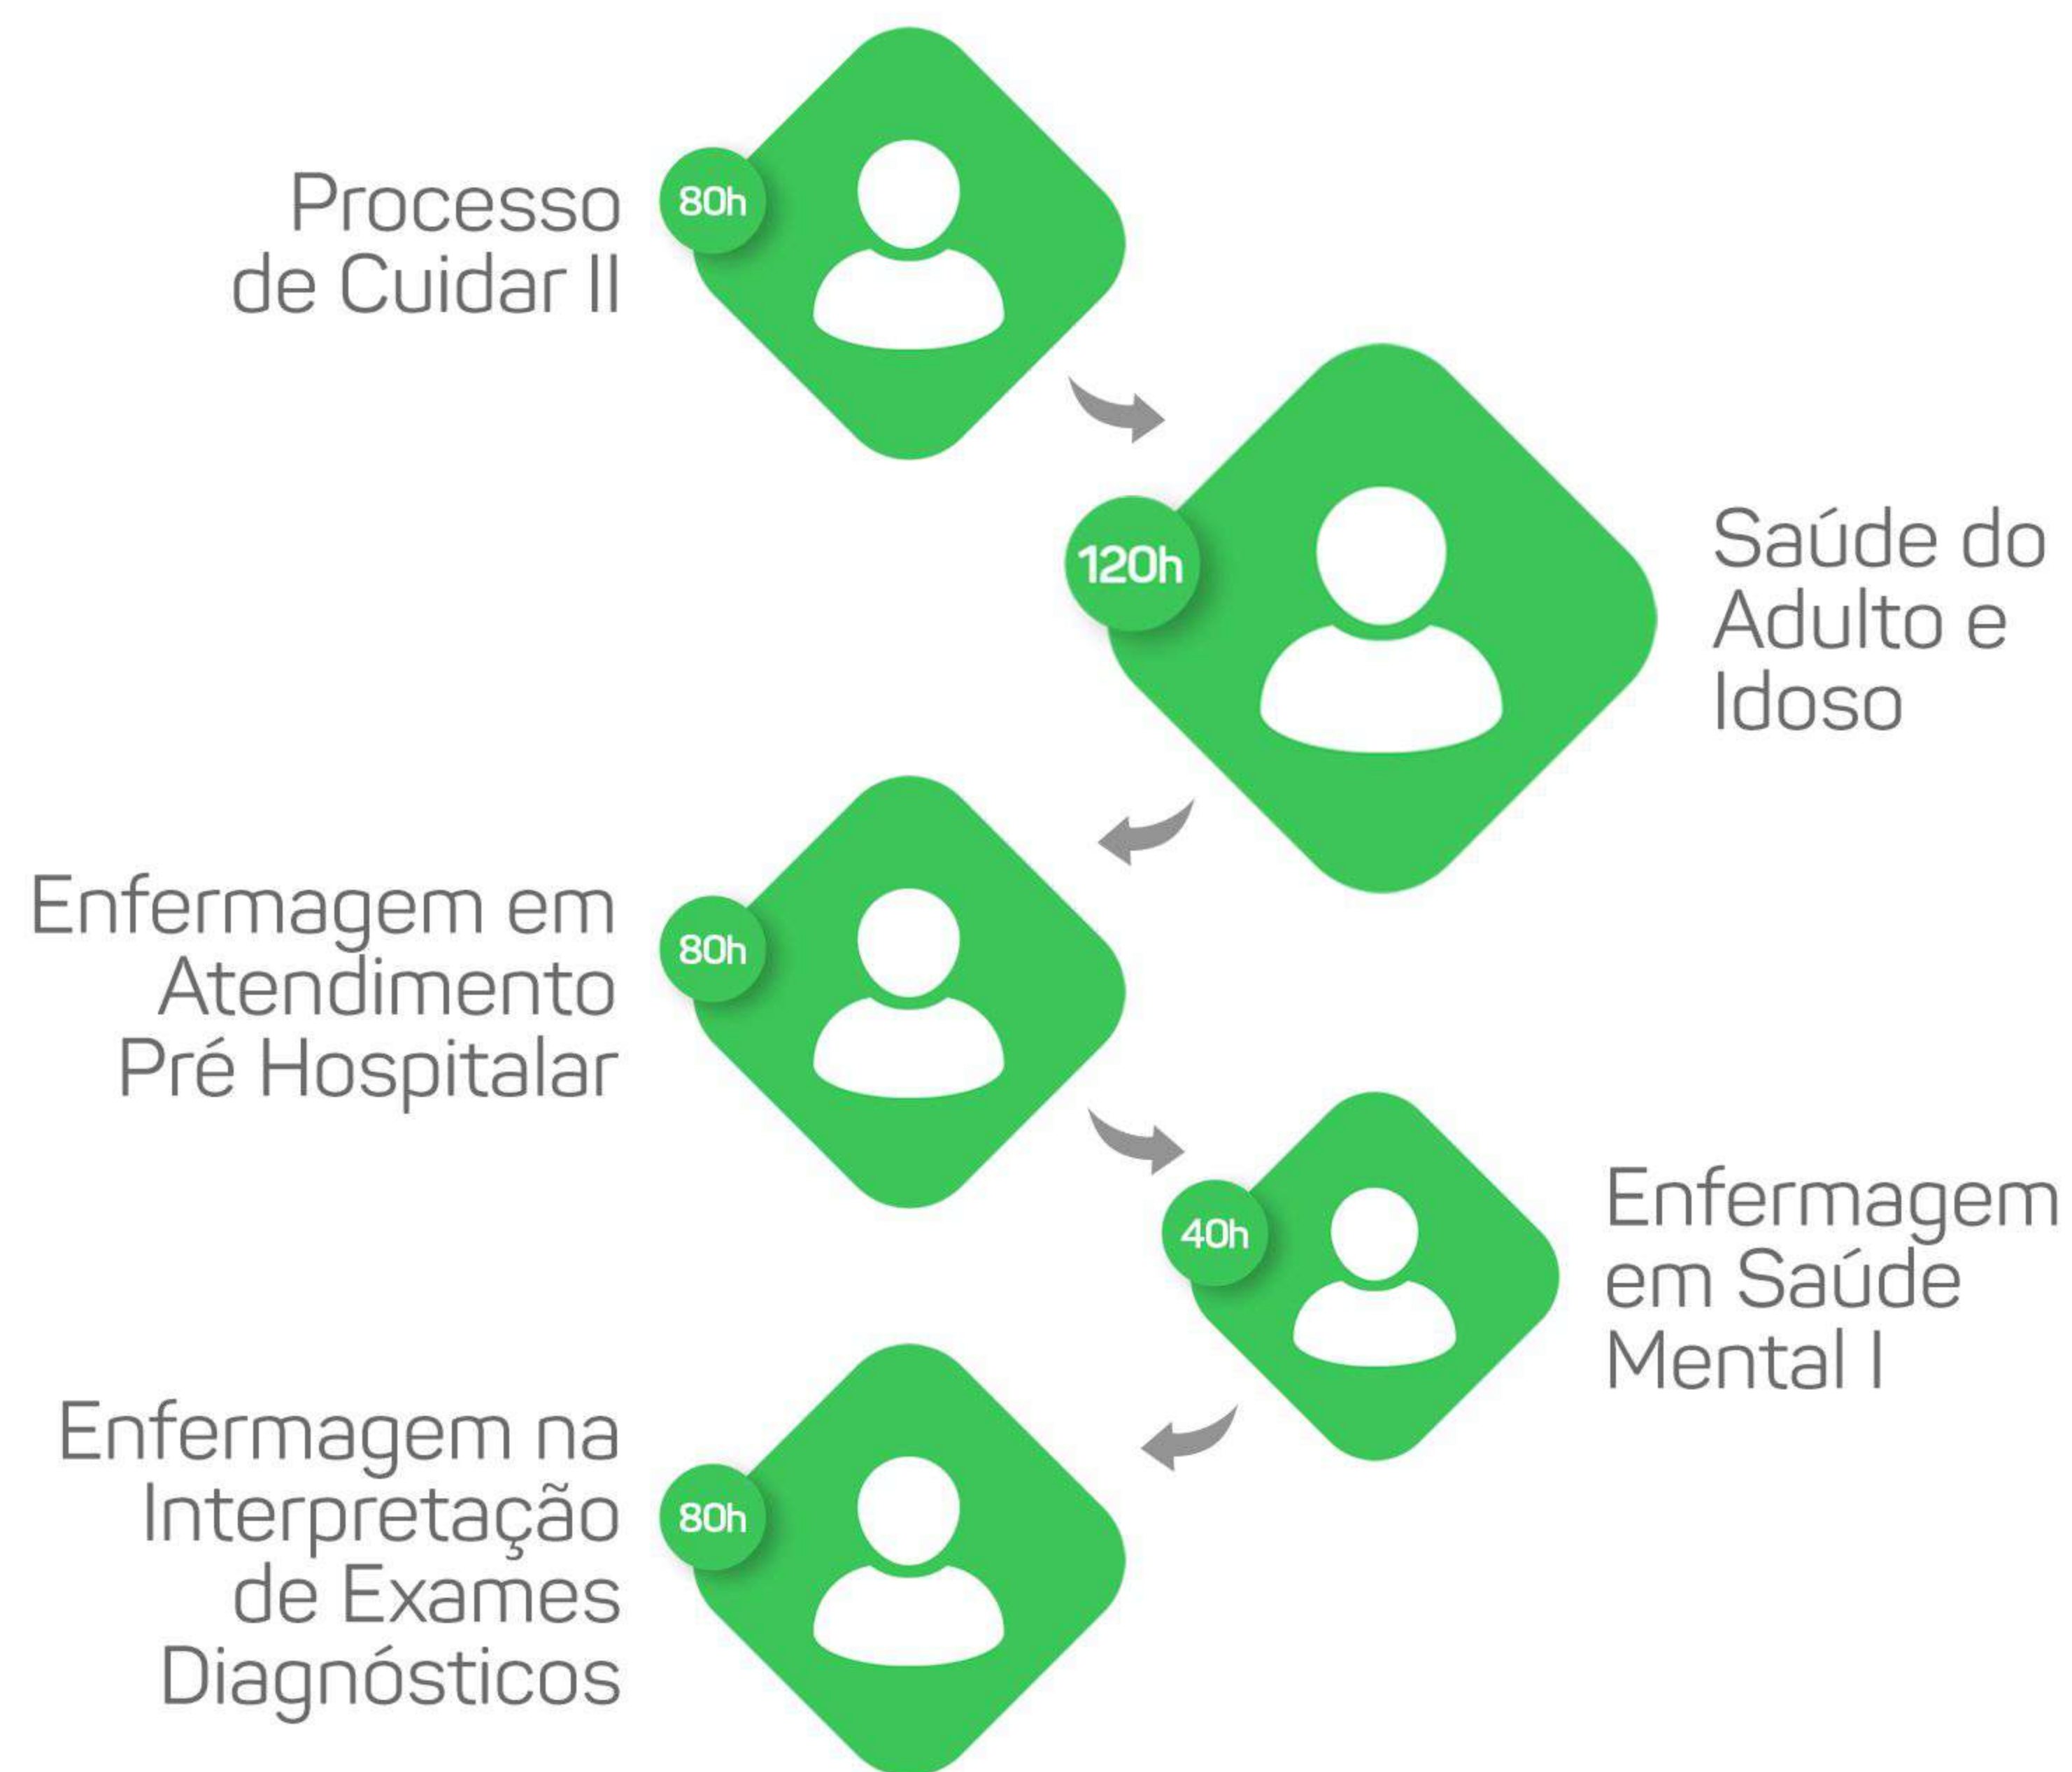 Processo
de Cuidar II
80h
120h
Saúde do
Adulto e
Idoso
Enfermagem em
Atendimento
Pré Hospitalar
80h
40h
Enfermagem
em Saúde
Mental I
Enfermagem na
Interpretação
de Exames
Diagnósticos
80h